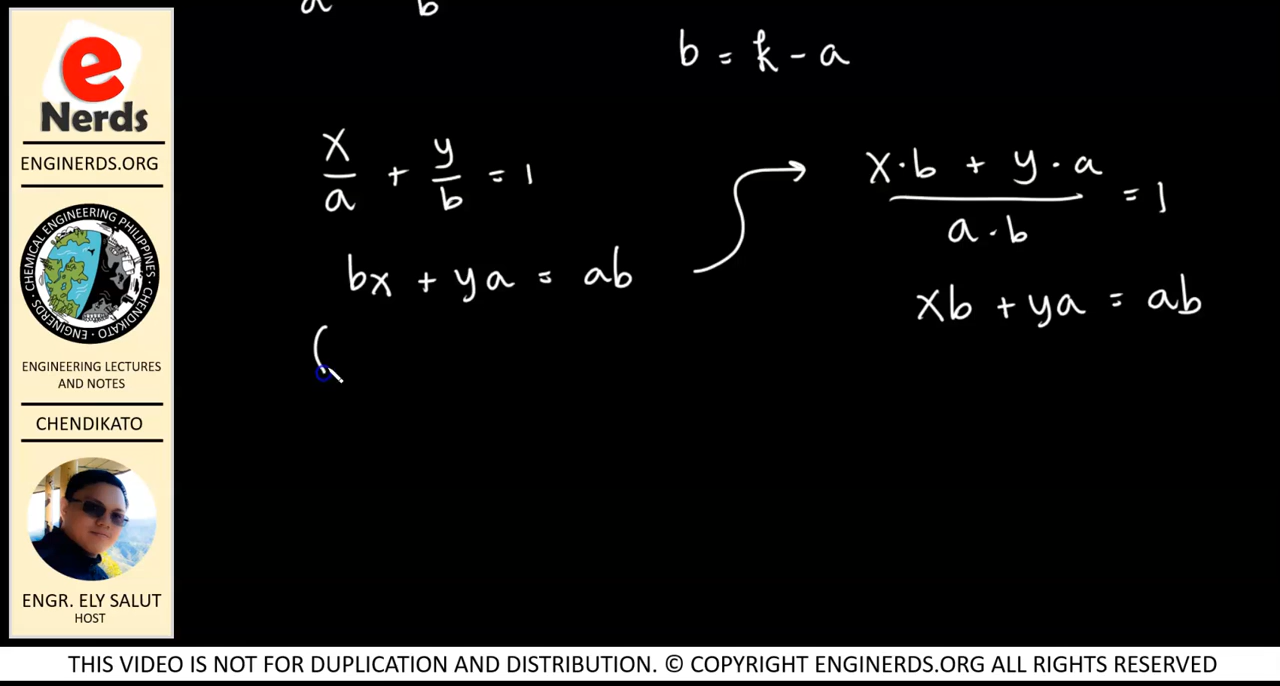 a b
b = k - a
e
Nerds
ENGINERDS.ORG
CHEMICAL ENGINEERING PHILIPPINES • CHENDIKATO • ENGINERDS •
ENGINEERING LECTURES
AND NOTES
CHENDIKATO
ENGR. ELY SALUT
HOST
x/a + y/b = 1
bx + ya = ab
(
(x·b + y·a)/(a·b) = 1
xb + ya = ab
THIS VIDEO IS NOT FOR DUPLICATION AND DISTRIBUTION. © COPYRIGHT ENGINERDS.ORG ALL RIGHTS RESERVED